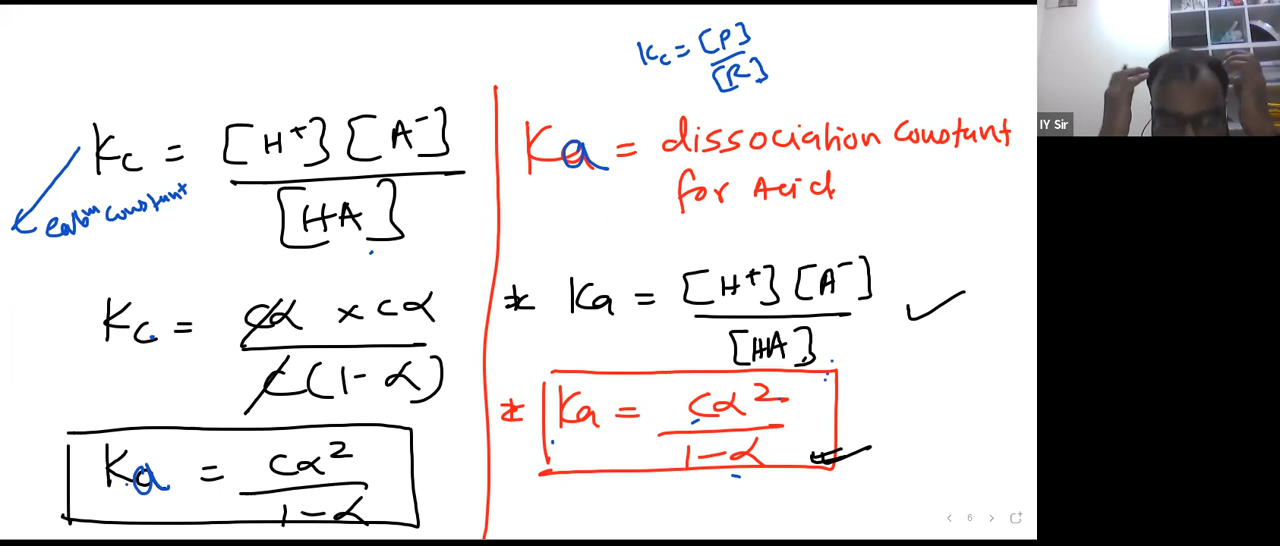 Kc = [P]/[R]
Kc = [H⁺][A⁻]/[HA]
constant
Kc = cα × cα / c(1-α)
Ka = cα²/1-α
Ka = dissociation constant
for Acid
* Ka = [H⁺][A⁻]/[HA] ✓
* Ka = cα²/1-α
IY Sir
6